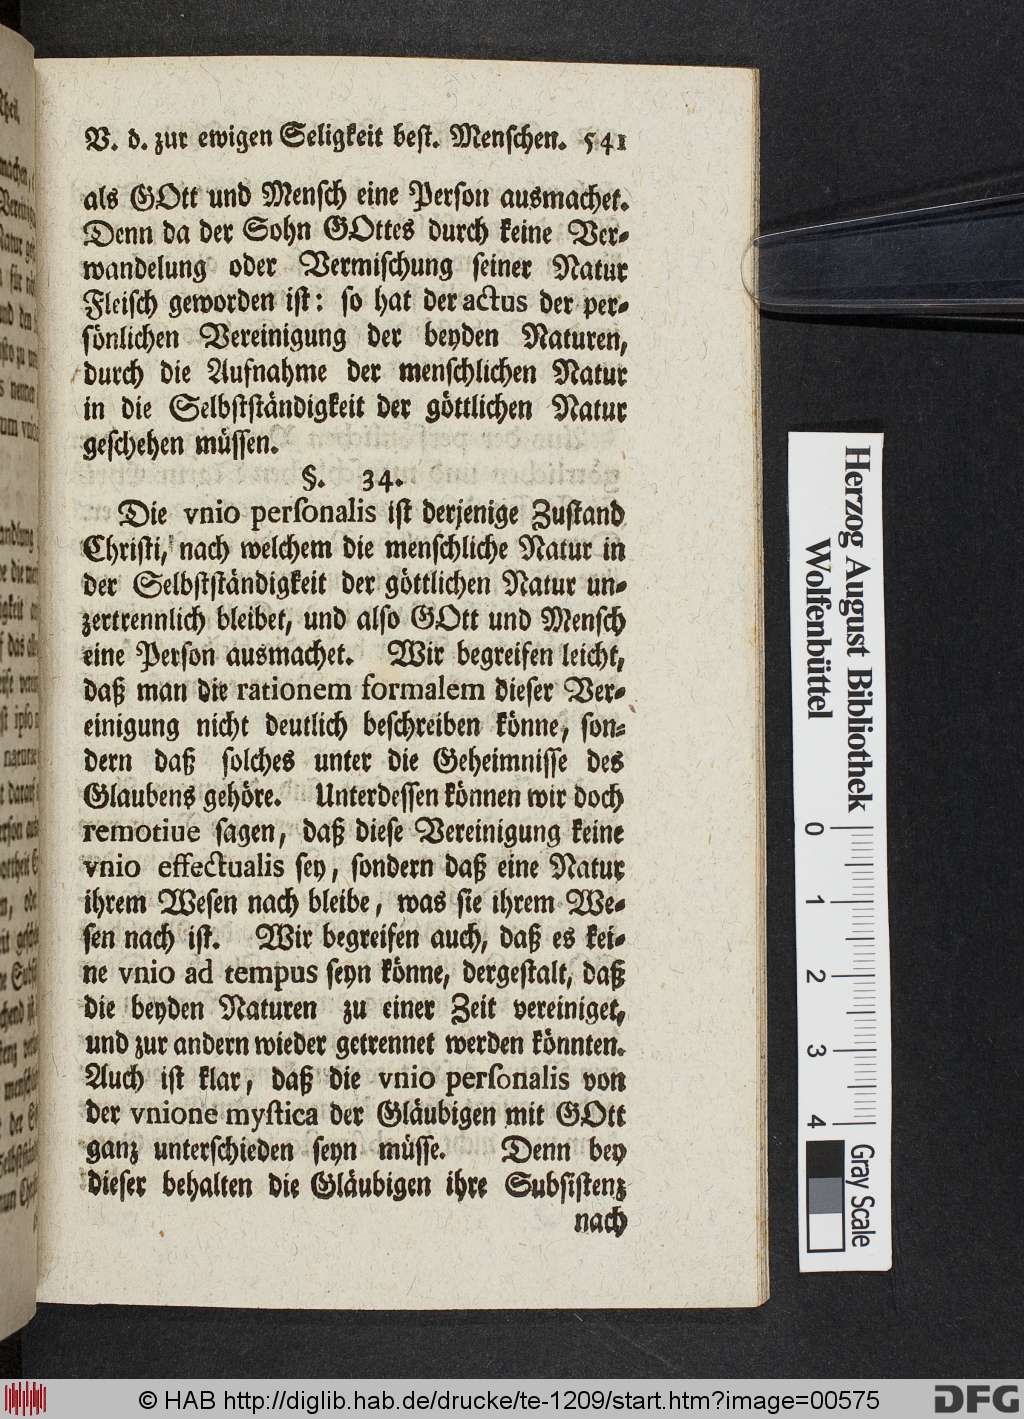 V. d. zur ewigen Seligkeit best. Menschen. 541
als GOtt und Mensch eine Person ausmachet.
Denn da der Sohn GOttes durch keine Ver-
wandelung oder Vermischung seiner Natur
Fleisch geworden ist: so hat der actus der per-
sönlichen Vereinigung der beyden Naturen,
durch die Aufnahme der menschlichen Natur
in die Selbstständigkeit der göttlichen Natur
geschehen müssen.
§. 34.
Die vnio perſonalis ist derjenige Zustand
Christi, nach welchem die menschliche Natur in
der Selbstständigkeit der göttlichen Natur un-
zertrennlich bleibet, und also GOtt und Mensch
eine Person ausmachet. Wir begreifen leicht,
daß man die rationem formalem dieser Ver-
einigung nicht deutlich beschreiben könne, son-
dern daß solches unter die Geheimnisse des
Glaubens gehöre. Unterdessen können wir doch
remotiue sagen, daß diese Vereinigung keine
vnio effectualis sey, sondern daß eine Natur
ihrem Wesen nach bleibe, was sie ihrem We-
sen nach ist. Wir begreifen auch, daß es kei-
ne vnio ad tempus seyn könne, dergestalt, daß
die beyden Naturen zu einer Zeit vereiniget,
und zur andern wieder getrennet werden könnten.
Auch ist klar, daß die vnio perſonalis von
der vnione myſtica der Gläubigen mit GOtt
ganz unterschieden seyn müsse. Denn bey
dieser behalten die Gläubigen ihre Subsistenz
nach
Herzog August Bibliothek
Wolfenbüttel
0
1
2
3
4
Gray Scale
© HAB http://diglib.hab.de/drucke/te-1209/start.htm?image=00575
DFG